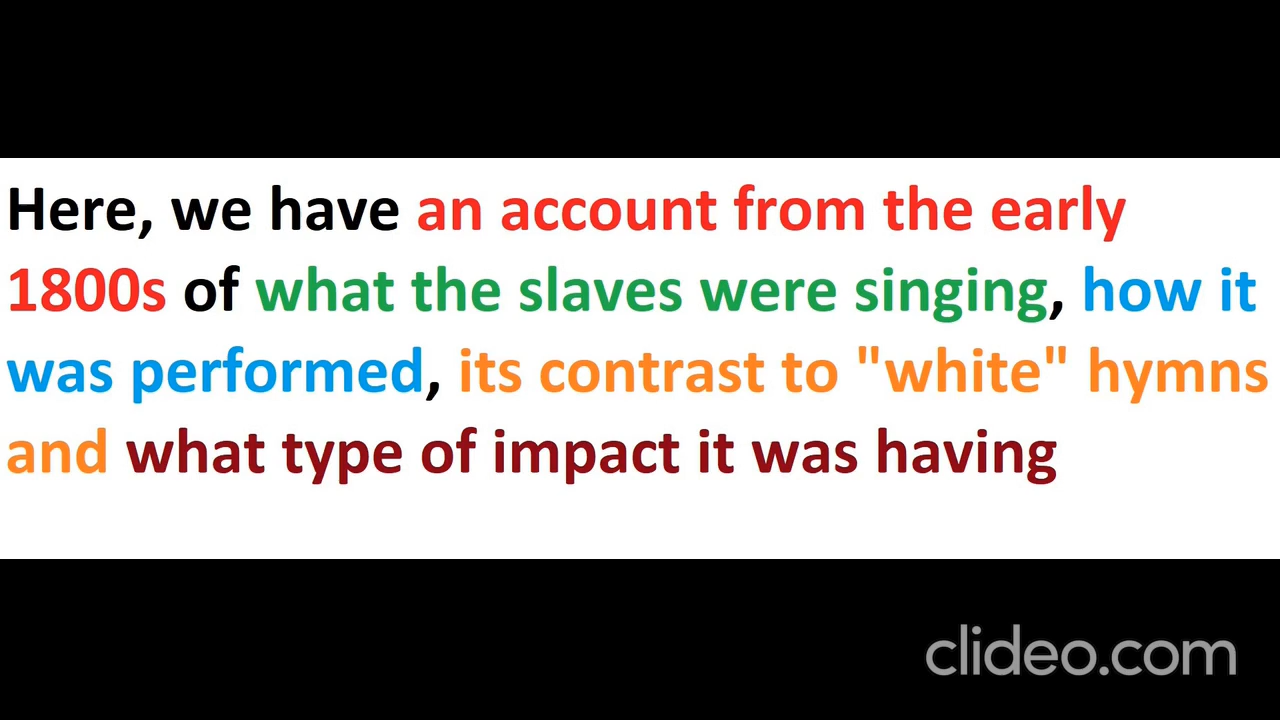 Here, we have an account from the early
1800s of what the slaves were singing, how it
was performed, its contrast to "white" hymns
and what type of impact it was having
clideo.com